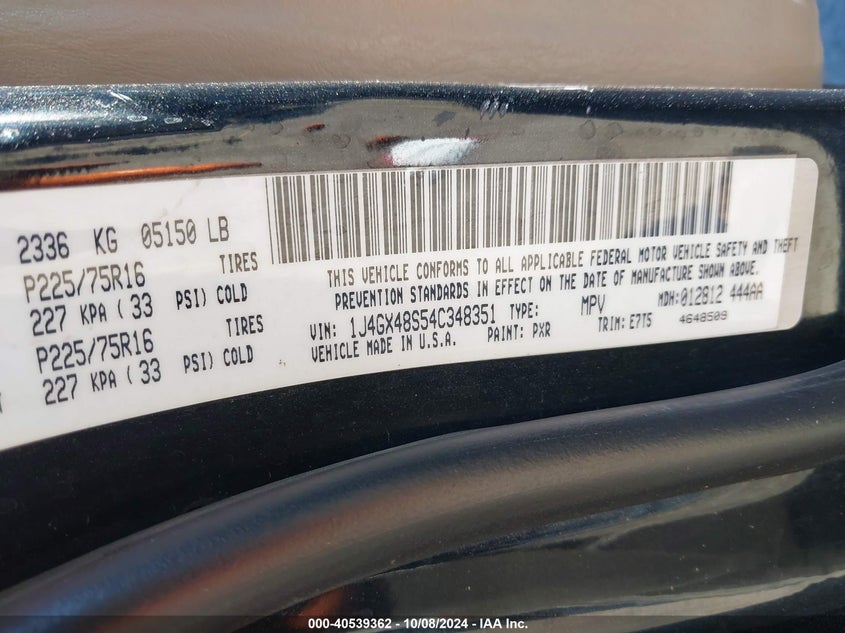 2336 KG 05150 LB
P225/75R16 TIRES
227 KPA ( 33 PSI) COLD
P225/75R16 TIRES
227 KPA ( 33 PSI) COLD
THIS VEHICLE CONFORMS TO ALL APPLICABLE FEDERAL MOTOR VEHICLE SAFETY AND THEFT
PREVENTION STANDARDS IN EFFECT ON THE DATE OF MANUFACTURE SHOWN ABOVE.
VIN: 1J4GX48S54C348351 TYPE: MPV MDH:012812 444AA
VEHICLE MADE IN U.S.A. PAINT: PXR TRIM: E7T5 4648509
000-40539362 - 10/08/2024 - IAA Inc.